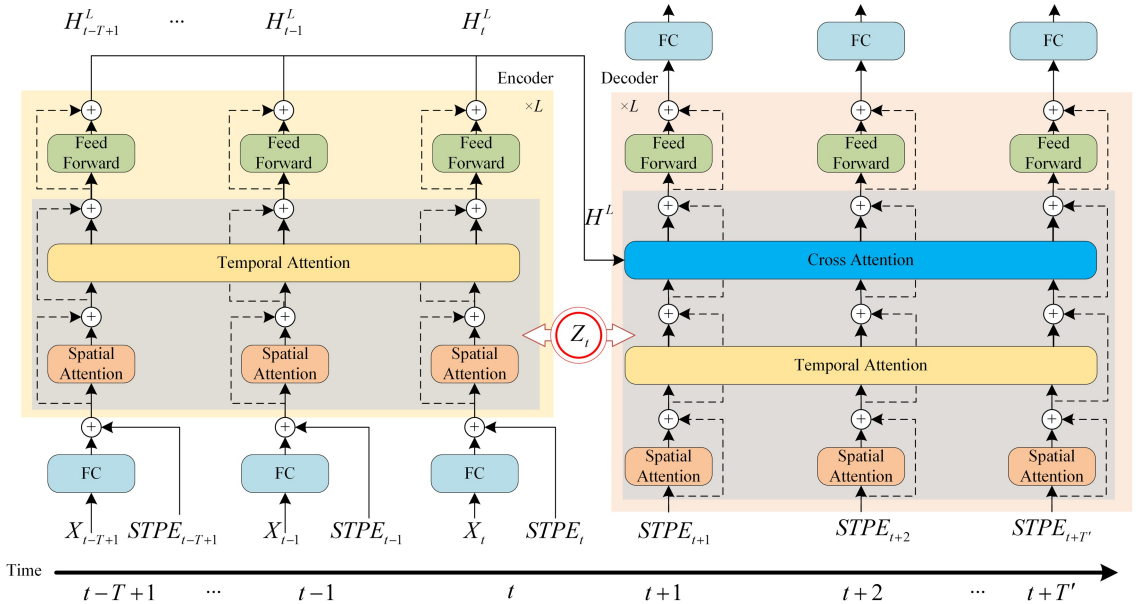 H^L_{t-T+1} ... H^L_{t-1} H^L_t
FC FC FC
Encoder Decoder
×L ×L
Feed Forward Feed Forward Feed Forward Feed Forward Feed Forward Feed Forward
H^L
Temporal Attention Cross Attention
Z_t
Spatial Attention Spatial Attention Spatial Attention Temporal Attention
FC FC FC Spatial Attention Spatial Attention Spatial Attention
X_{t-T+1} STPE_{t-T+1} X_{t-1} STPE_{t-1} X_t STPE_t STPE_{t+1} STPE_{t+2} STPE_{t+T'}
Time
t-T+1 ... t-1 t t+1 t+2 ... t+T'